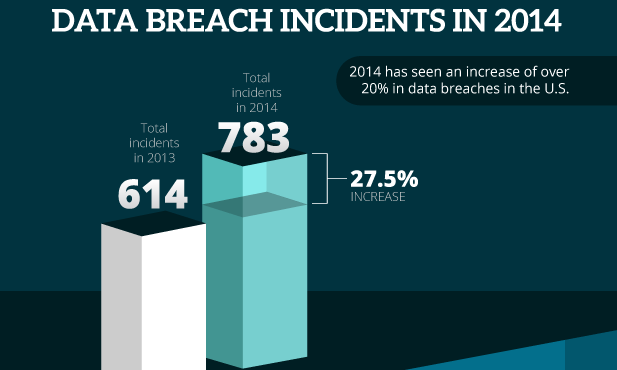 DATA BREACH INCIDENTS IN 2014
2014 has seen an increase of over
20% in data breaches in the U.S.
Total
incidents
in 2014
783
Total
incidents
in 2013
614
27.5%
INCREASE